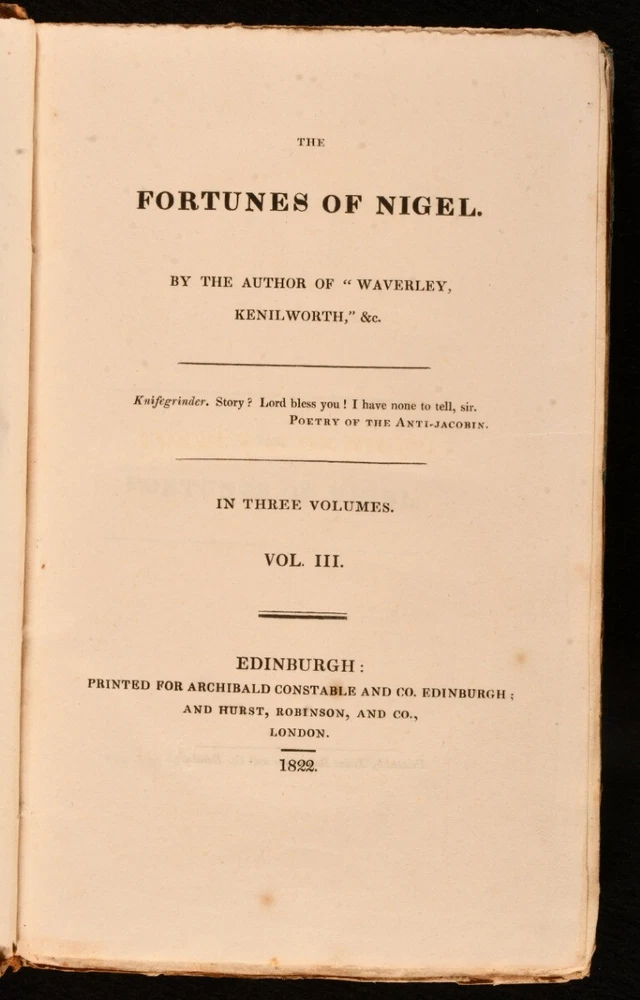 THE
FORTUNES OF NIGEL.
BY THE AUTHOR OF “ WAVERLEY,
KENILWORTH,” &c.
Knifegrinder. Story ? Lord bless you ! I have none to tell, sir.
POETRY OF THE ANTI-JACOBIN.
IN THREE VOLUMES.
VOL. III.
EDINBURGH :
PRINTED FOR ARCHIBALD CONSTABLE AND CO. EDINBURGH ;
AND HURST, ROBINSON, AND CO.,
LONDON.
1822.